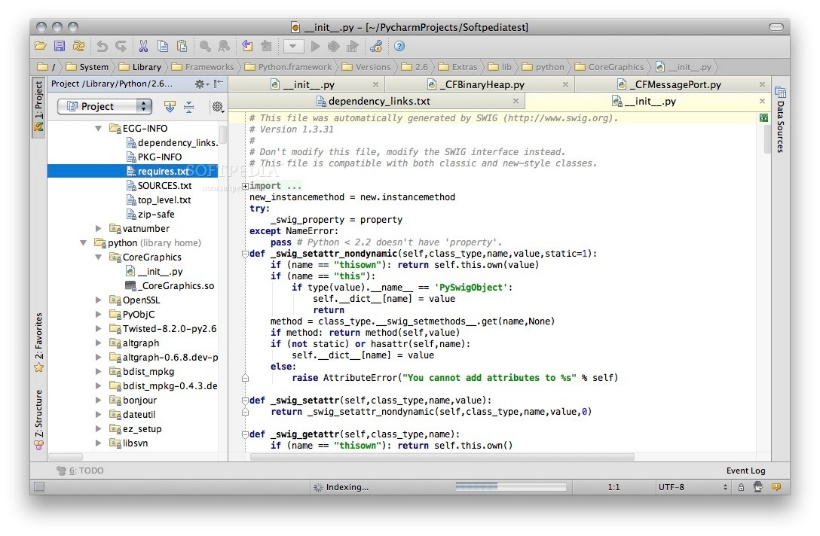 __init__.py – [~/PycharmProjects/Softpediatest]
/ System Library Frameworks Python.framework Versions 2.6 Extras lib python CoreGraphics __init__.py
1: Project
Project /Library/Python/2.6...
Project
EGG-INFO
dependency_links.
PKG-INFO
requires.txt
SOURCES.txt
top_level.txt
zip-safe
vatnumber
python (library home)
CoreGraphics
__init__.py
_CoreGraphics.so
OpenSSL
PyObjC
Twisted-8.2.0-py2.6
altgraph
altgraph-0.6.8.dev-p
bdist_mpkg
bdist_mpkg-0.4.3.de
bonjour
dateutil
ez_setup
libsvn
2: Favorites
Z: Structure
SOFTPEDIA
__init__.py
_CFBinaryHeap.py
_CFMessagePort.py
dependency_links.txt
__init__.py
# This file was automatically generated by SWIG (http://www.swig.org).
# Version 1.3.31
#
# Don't modify this file, modify the SWIG interface instead.
# This file is compatible with both classic and new-style classes.
import ...
new_instancemethod = new.instancemethod
try:
_swig_property = property
except NameError:
pass # Python < 2.2 doesn't have 'property'.
def _swig_setattr_nondynamic(self,class_type,name,value,static=1):
if (name == "thisown"): return self.this.own(value)
if (name == "this"):
if type(value).__name__ == 'PySwigObject':
self.__dict__[name] = value
return
method = class_type.__swig_setmethods__.get(name,None)
if method: return method(self,value)
if (not static) or hasattr(self,name):
self.__dict__[name] = value
else:
raise AttributeError("You cannot add attributes to %s" % self)
def _swig_setattr(self,class_type,name,value):
return _swig_setattr_nondynamic(self,class_type,name,value,0)
def _swig_getattr(self,class_type,name):
if (name == "thisown"): return self.this.own()
Data Sources
6: TODO
Event Log
Indexing...
1:1
UTF-8